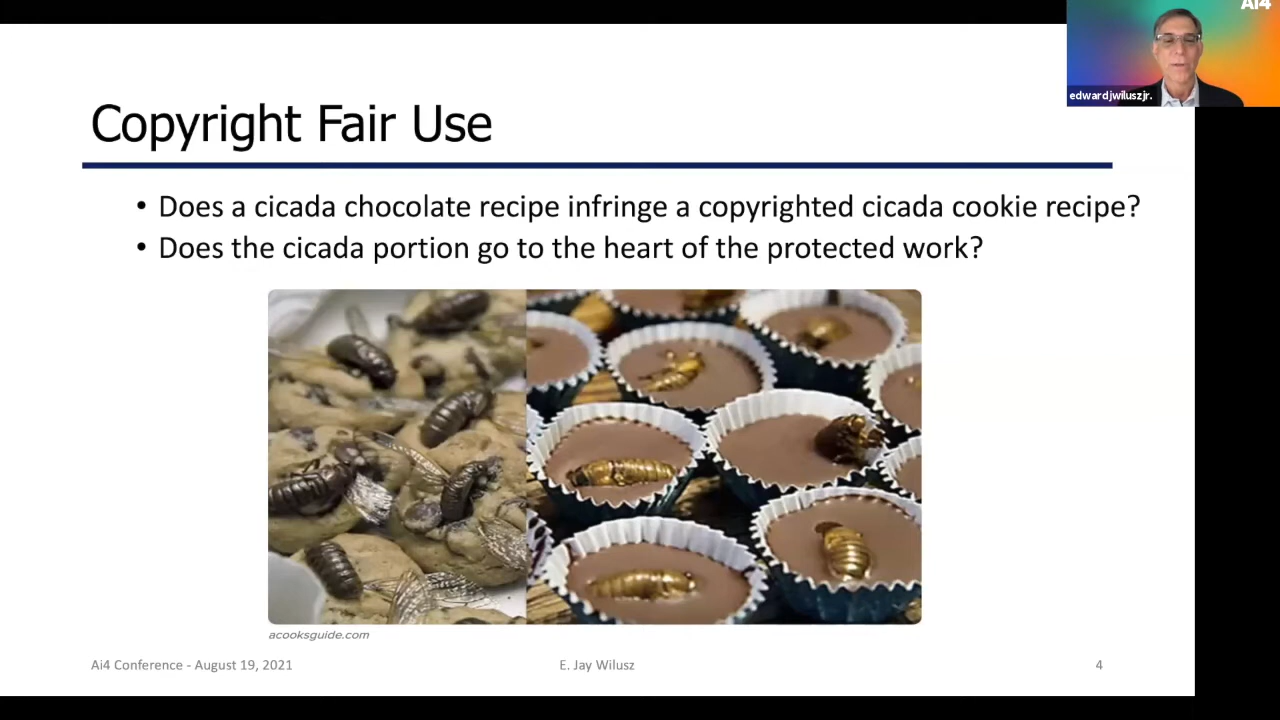 Ai4
edwardjwiluszjr.
Copyright Fair Use
• Does a cicada chocolate recipe infringe a copyrighted cicada cookie recipe?
• Does the cicada portion go to the heart of the protected work?
acooksguide.com
Ai4 Conference - August 19, 2021
E. Jay Wilusz
4